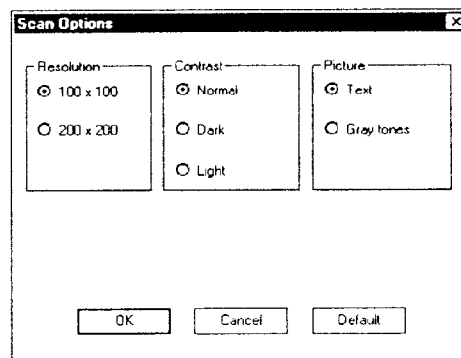 Scan Options
Resolution
100 x 100
200 x 200
Contrast
Normal
Dark
Light
Picture
Text
Gray tones
OK
Cancel
Default